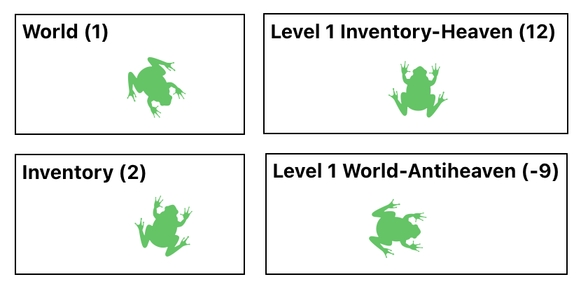 World (1)
Level 1 Inventory-Heaven (12)
Inventory (2)
Level 1 World-Antiheaven (-9)